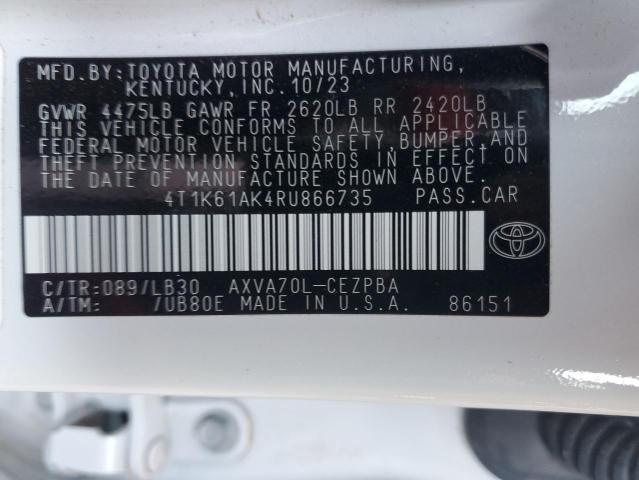 MFD. BY: TOYOTA MOTOR MANUFACTURING,
KENTUCKY, INC. 10/23
GVWR 4475LB GAWR FR 2620LB RR 2420LB
THIS VEHICLE CONFORMS TO ALL APPLICABLE
FEDERAL MOTOR VEHICLE SAFETY, BUMPER, AND
THEFT PREVENTION STANDARDS IN EFFECT ON
THE DATE OF MANUFACTURE SHOWN ABOVE.
4T1K61AK4RU866735 PASS. CAR
C/TR: 089/LB30 AXVA70L-CEZPBA
A/TM: /UB80E MADE IN U.S.A. 86151